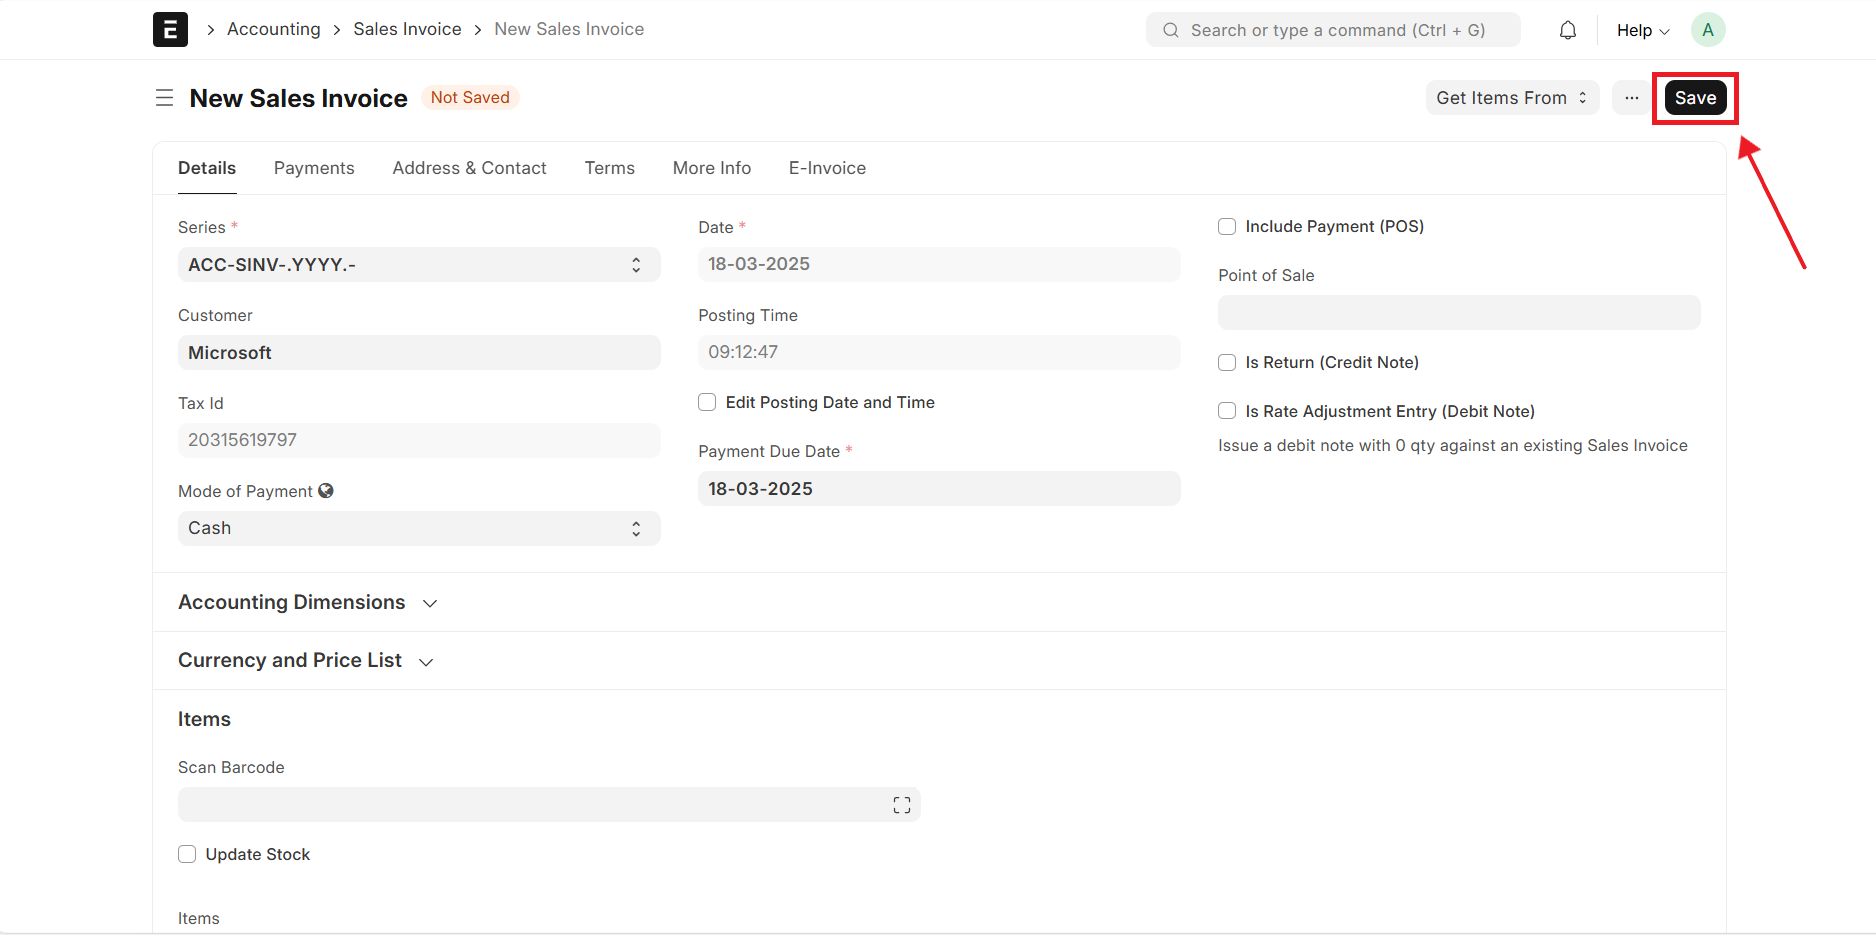 E > Accounting > Sales Invoice > New Sales Invoice
Search or type a command (Ctrl + G)
Help
A
New Sales Invoice
Not Saved
Get Items From
...
Save
Details Payments Address & Contact Terms More Info E-Invoice
Series *
ACC-SINV-.YYYY.-
Customer
Microsoft
Tax Id
20315619797
Mode of Payment
Cash
Date *
18-03-2025
Posting Time
09:12:47
Edit Posting Date and Time
Payment Due Date *
18-03-2025
Include Payment (POS)
Point of Sale
Is Return (Credit Note)
Is Rate Adjustment Entry (Debit Note)
Issue a debit note with 0 qty against an existing Sales Invoice
Accounting Dimensions
Currency and Price List
Items
Scan Barcode
Update Stock
Items